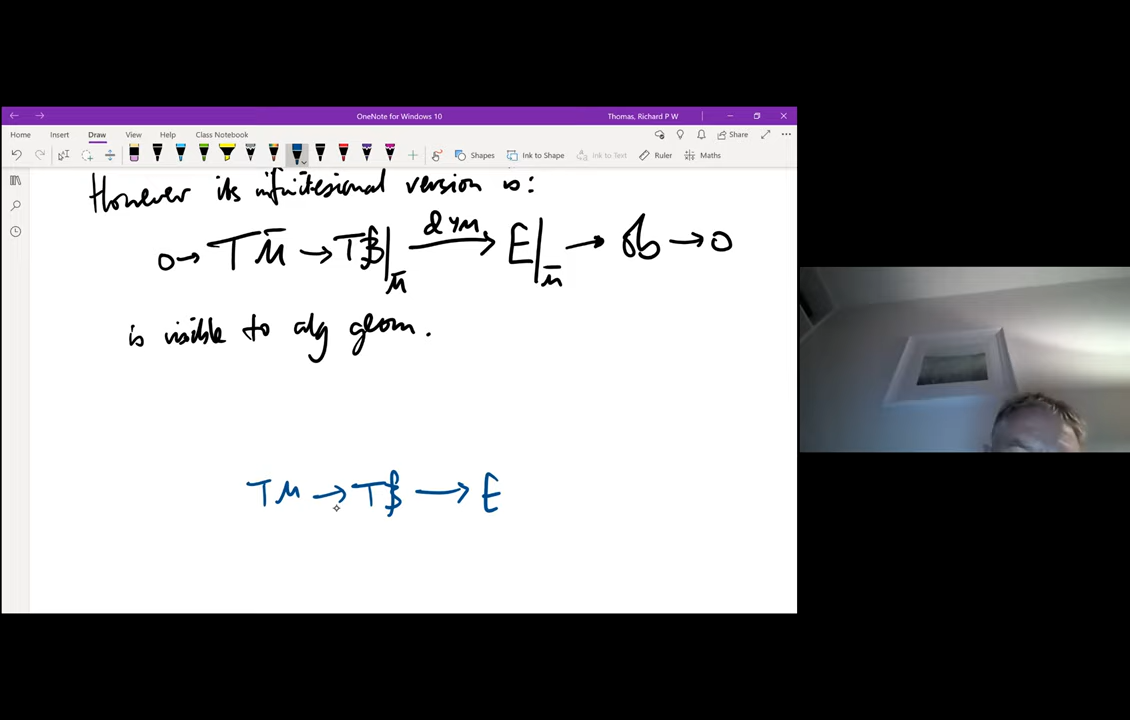 OneNote for Windows 10
Thomas, Richard P W
Home Insert Draw View Help Class Notebook
Share
Shapes Ink to Shape Ink to Text Ruler Maths
However its infinitesimal version is:
0 → TM̄ → Tℬ|M̄ → dψM → E|M̄ → ob → 0
is visible to alg geom.
TM → Tℬ → E